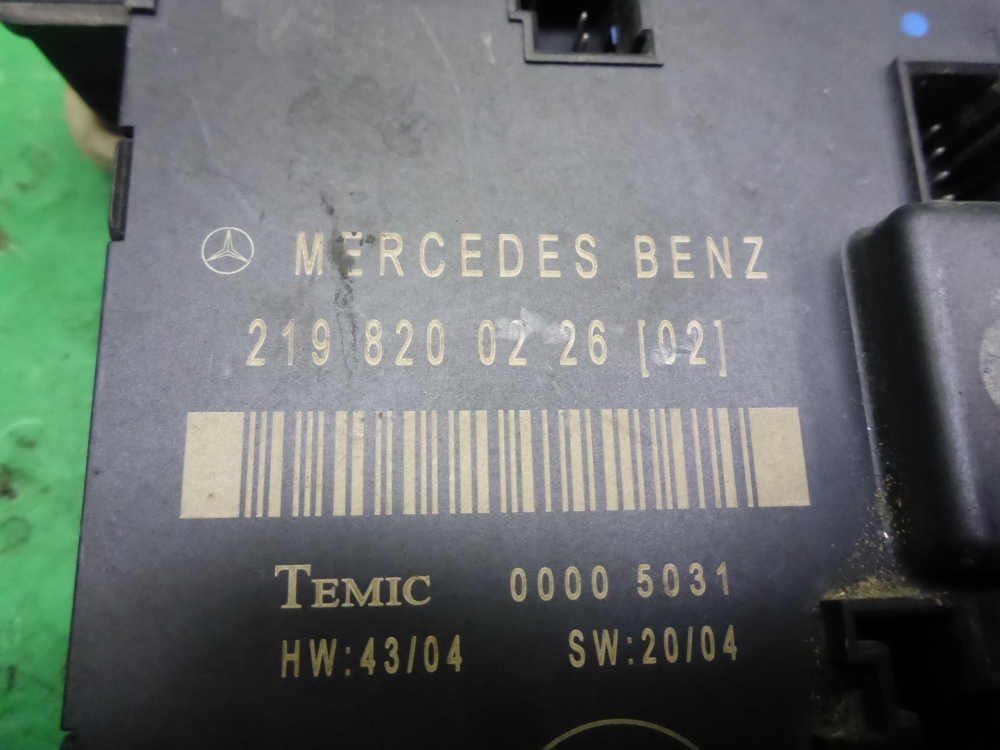 MERCEDES BENZ
219 820 02 26 [02]
TEMIC 0000 5031
HW:43/04 SW:20/04